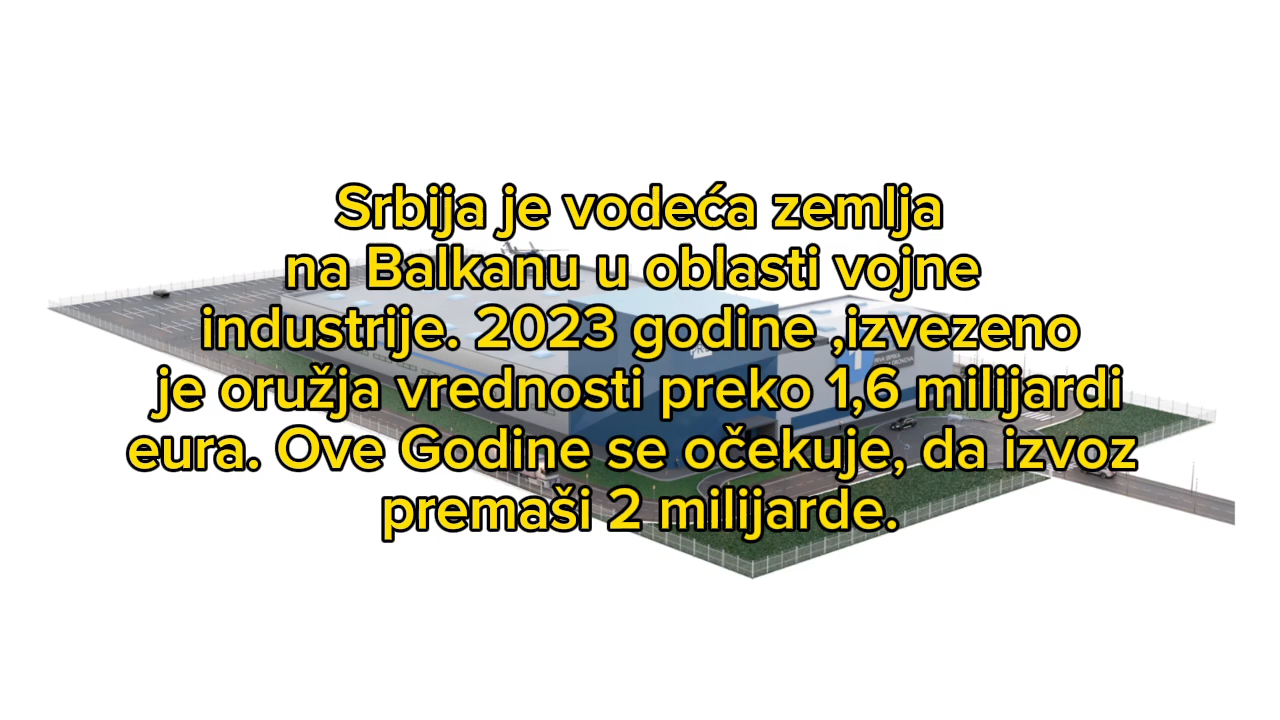 Srbija je vodeća zemlja
na Balkanu u oblasti vojne
industrije. 2023 godine ,izvezeno
je oružja vrednosti preko 1,6 milijardi
eura. Ove Godine se očekuje, da izvoz
premaši 2 milijarde.